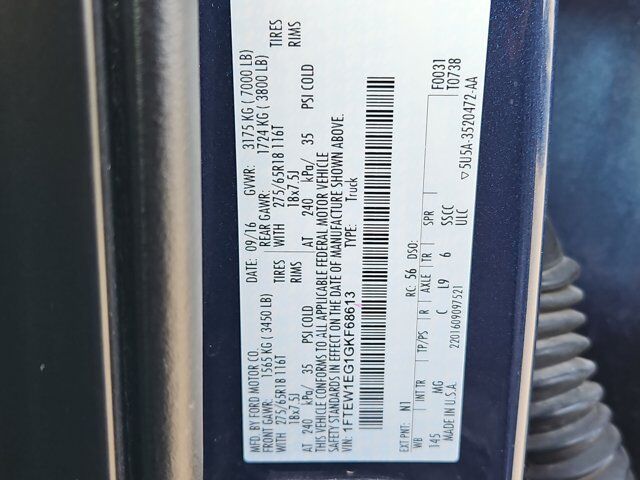 MFD. BY FORD MOTOR CO. DATE: 09/16 GVWR: 3175 KG ( 7000 LB)
FRONT GAWR: 1565 KG ( 3450 LB) REAR GAWR: 1724 KG ( 3800 LB)
WITH 275/65R18 116T TIRES WITH 275/65R18 116T TIRES
18x7.5J RIMS 18x7.5J RIMS
AT 240 kPa/ 35 PSI COLD AT 240 kPa/ 35 PSI COLD
THIS VEHICLE CONFORMS TO ALL APPLICABLE FEDERAL MOTOR VEHICLE
SAFETY STANDARDS IN EFFECT ON THE DATE OF MANUFACTURE SHOWN ABOVE.
VIN: 1FTEW1EG1GKF68613 TYPE: Truck
F0031
T0738
EXT PNT: N1 RC: 56 DSO:
WB INT TR TP/PS R AXLE TR SPR
145 MG C L9 6 SSCC
ULC
MADE IN U.S.A. 2201609097521
5U5A-3520472-AA